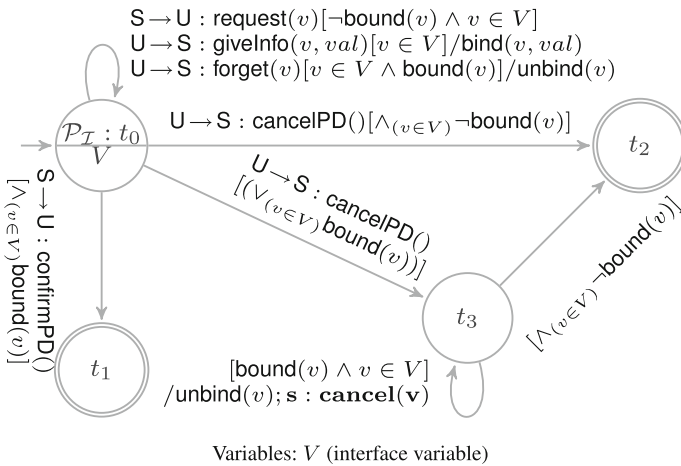 S→U : request(v)[¬bound(v) ∧ v ∈ V]
U→S : giveInfo(v, val)[v ∈ V]/bind(v, val)
U→S : forget(v)[v ∈ V ∧ bound(v)]/unbind(v)
P_I : t₀
V
U→S : cancelPD()[∧₍v∈V₎¬bound(v)]
t₂
U→S : cancelPD()
[(∨₍v∈V₎bound(v))]
S→U : confirmPD()
[∧₍v∈V₎bound(v)]
t₃
[∧₍v∈V₎¬bound(v)]
t₁
[bound(v) ∧ v ∈ V]
/unbind(v); s : cancel(v)
Variables: V (interface variable)